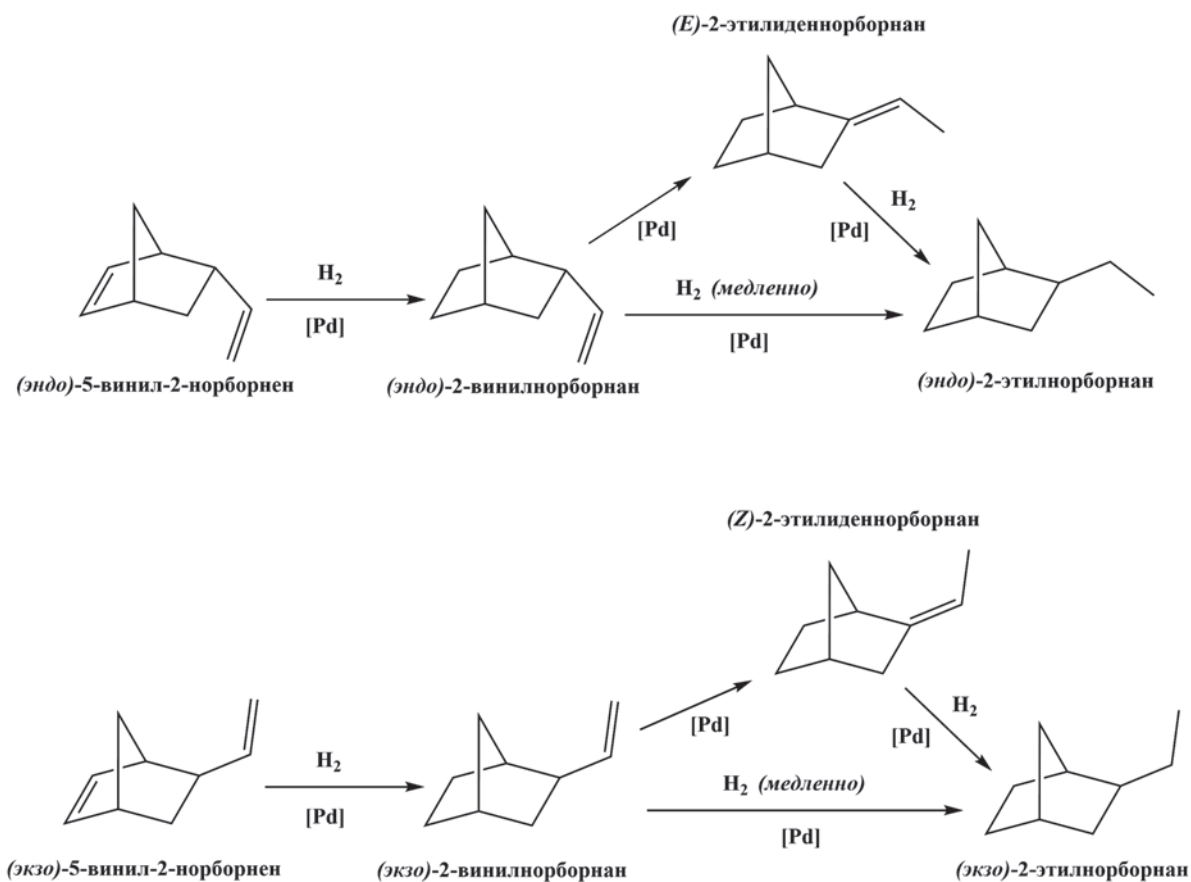 (E)-2-этилиденнорборнан
H2
[Pd]
[Pd]
H2
[Pd]
H2 (медленно)
[Pd]
(эндо)-5-винил-2-норборнен
(эндо)-2-винилнорборнан
(эндо)-2-этилнорборнан
(Z)-2-этилиденнорборнан
H2
[Pd]
[Pd]
H2
[Pd]
H2 (медленно)
[Pd]
(экзо)-5-винил-2-норборнен
(экзо)-2-винилнорборнан
(экзо)-2-этилнорборнан